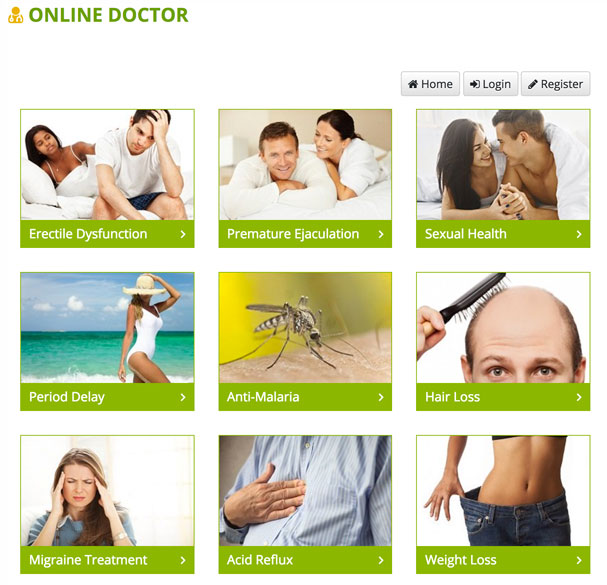 ONLINE DOCTOR
Home Login Register
Erectile Dysfunction
Premature Ejaculation
Sexual Health
Period Delay
Anti-Malaria
Hair Loss
Migraine Treatment
Acid Reflux
Weight Loss